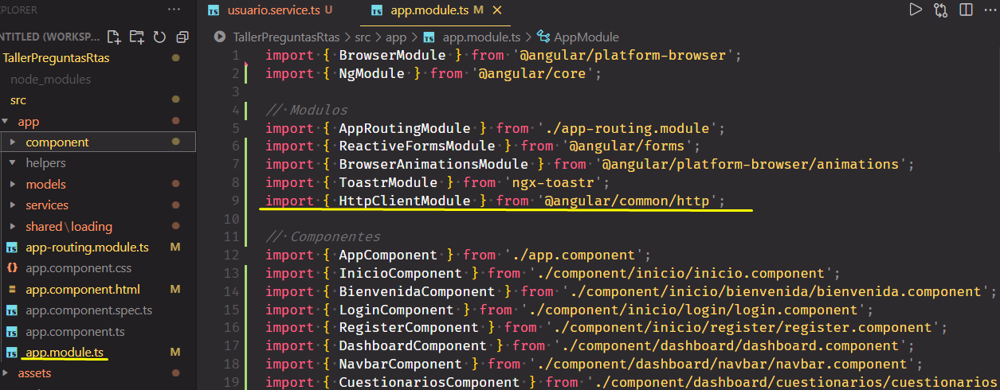 EXPLORER
NTITLED (WORKSP...
TallerPreguntasRtas
node_modules
src
app
component
helpers
models
services
shared\loading
app-routing.module.ts M
app.component.css
app.component.html M
app.component.spec.ts
app.component.ts
app.module.ts M
assets
usuario.service.ts U
app.module.ts M
TallerPreguntasRtas > src > app > app.module.ts > AppModule
1 import { BrowserModule } from '@angular/platform-browser';
2 import { NgModule } from '@angular/core';
3
4 // Modulos
5 import { AppRoutingModule } from './app-routing.module';
6 import { ReactiveFormsModule } from '@angular/forms';
7 import { BrowserAnimationsModule } from '@angular/platform-browser/animations';
8 import { ToastrModule } from 'ngx-toastr';
9 import { HttpClientModule } from '@angular/common/http';
10
11 // Componentes
12 import { AppComponent } from './app.component';
13 import { InicioComponent } from './component/inicio/inicio.component';
14 import { BienvenidaComponent } from './component/inicio/bienvenida/bienvenida.component';
15 import { LoginComponent } from './component/inicio/login/login.component';
16 import { RegisterComponent } from './component/inicio/register/register.component';
17 import { DashboardComponent } from './component/dashboard/dashboard.component';
18 import { NavbarComponent } from './component/dashboard/navbar/navbar.component';
19 import { CuestionariosComponent } from './component/dashboard/cuestionarios/cuestionarios